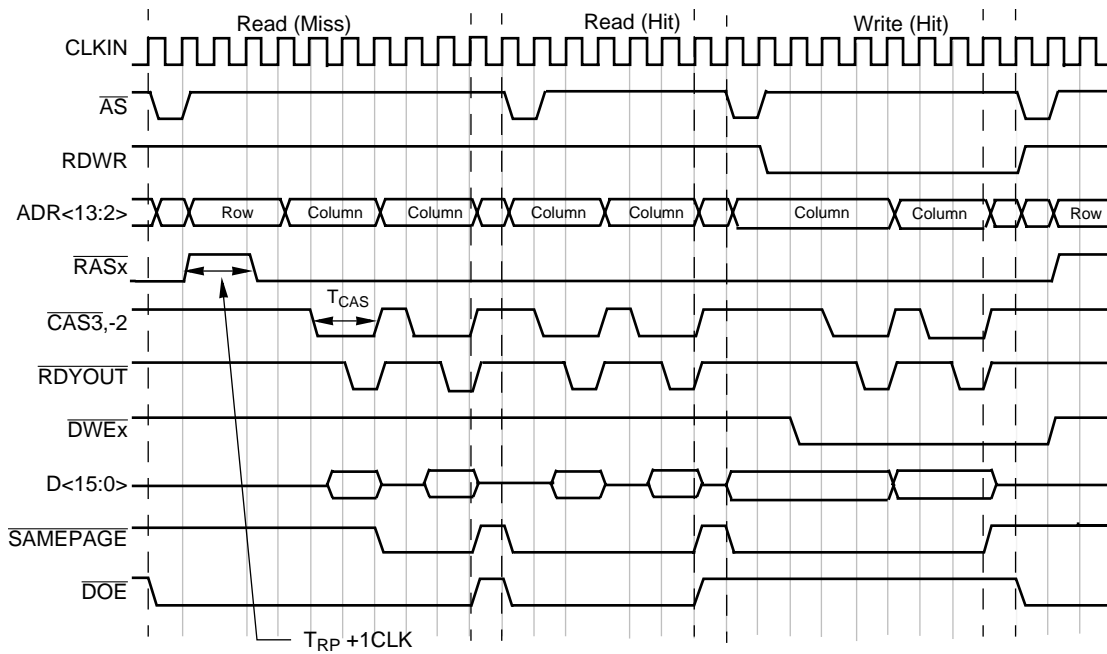 Read (Miss) Read (Hit) Write (Hit)
CLKIN
AS
RDWR
ADR<13:2> Row Column Column Column Column Column Column Row
RASx
TCAS
CAS3,-2
RDYOUT
DWEx
D<15:0>
SAMEPAGE
DOE
TRP +1CLK